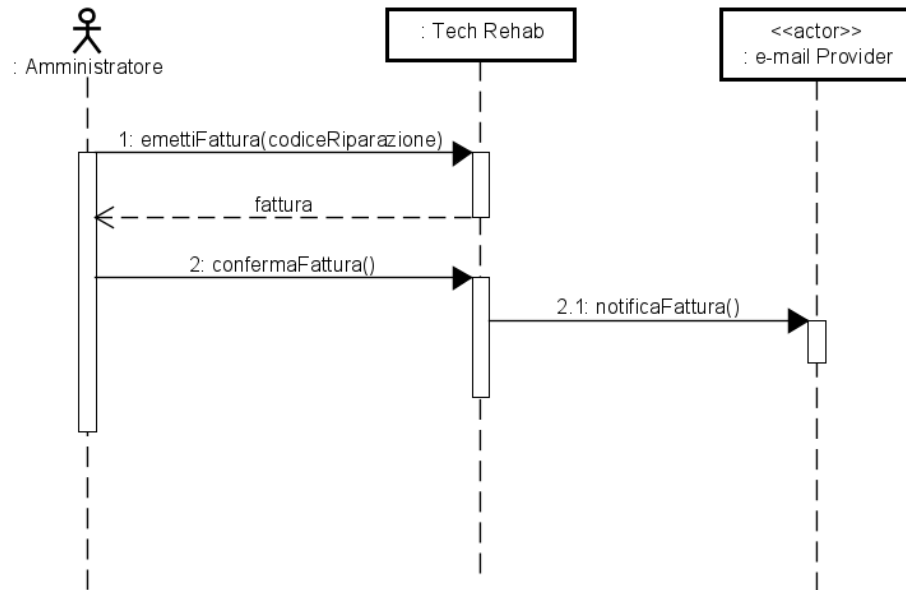 : Amministratore
: Tech Rehab
<<actor>>
: e-mail Provider
1: emettiFattura(codiceRiparazione)
fattura
2: confermaFattura()
2.1: notificaFattura()